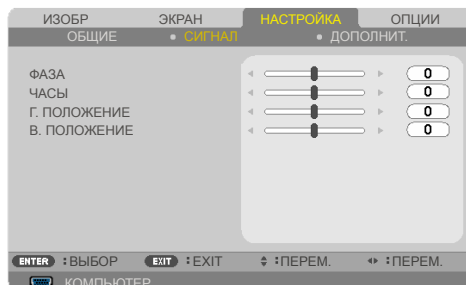 ИЗОБР ЭКРАН НАСТРОЙКА ОПЦИИ
ОБЩИЕ • СИГНАЛ • ДОПОЛНИТ.
ФАЗА 0
ЧАСЫ 0
Г. ПОЛОЖЕНИЕ 0
В. ПОЛОЖЕНИЕ 0
ENTER :ВЫБОР EXIT :EXIT :ПЕРЕМ. :ПЕРЕМ.
КОМПЬЮТЕР